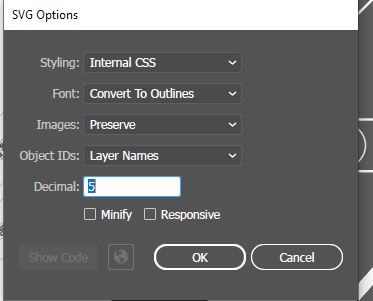 SVG Options
Styling: Internal CSS
Font: Convert To Outlines
Images: Preserve
Object IDs: Layer Names
Decimal: 5
Minify Responsive
Show Code OK Cancel